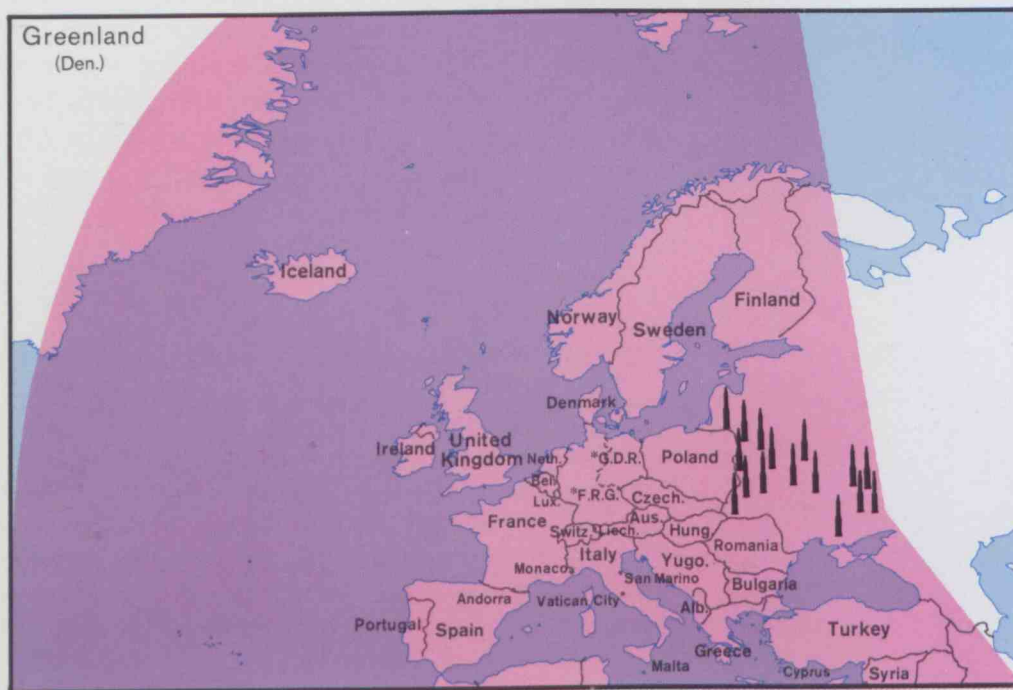 Greenland
(Den.)
Iceland
Norway
Sweden
Finland
Denmark
Ireland
United
Kingdom
Neth.
*G.D.R.
Poland
Bel.
Lux.
*F.R.G.
Czech.
France
Switz.
Liech.
Aus.
Hung.
Romania
Monaco
Italy
Yugo.
San Marino
Bulgaria
Andorra
Vatican City
Alb.
Portugal
Spain
Greece
Turkey
Malta
Cyprus
Syria